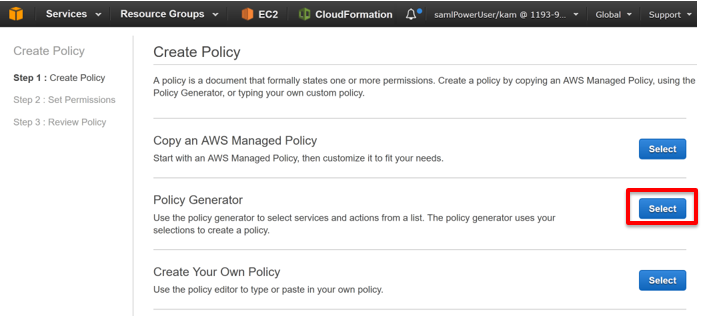 Services Resource Groups EC2 CloudFormation samlPowerUser/kam @ 1193-9... Global Support
Create Policy
Step 1 : Create Policy
Step 2 : Set Permissions
Step 3 : Review Policy
Create Policy
A policy is a document that formally states one or more permissions. Create a policy by copying an AWS Managed Policy, using the
Policy Generator, or typing your own custom policy.
Copy an AWS Managed Policy
Start with an AWS Managed Policy, then customize it to fit your needs.
Select
Policy Generator
Use the policy generator to select services and actions from a list. The policy generator uses your
selections to create a policy.
Select
Create Your Own Policy
Use the policy editor to type or paste in your own policy.
Select